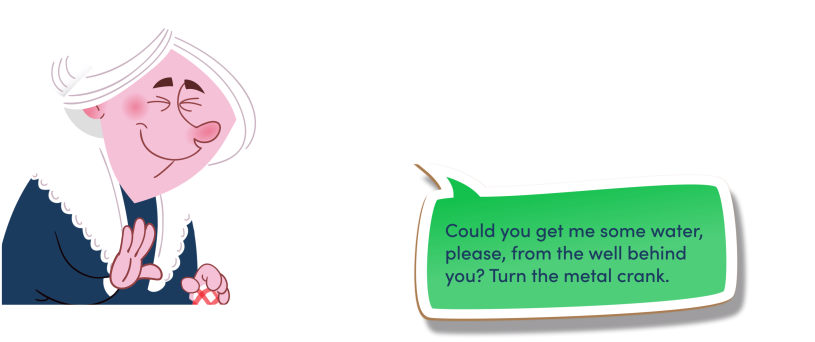 Could you get me some water,
please, from the well behind
you? Turn the metal crank.